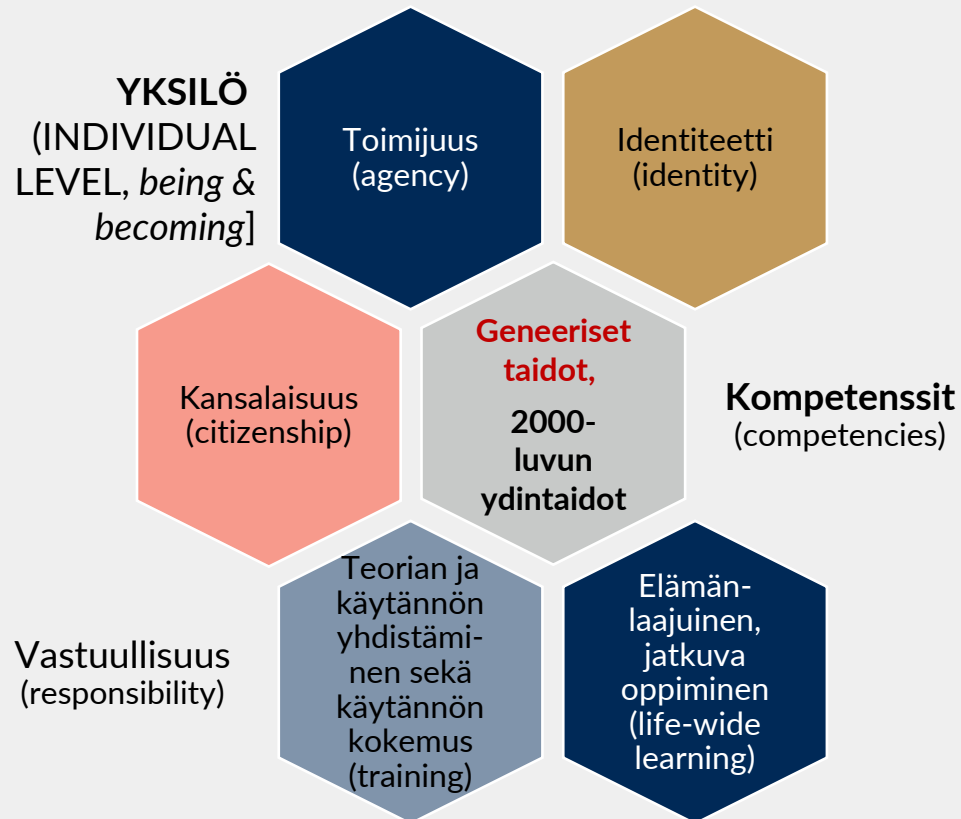 YKSILÖ
(INDIVIDUAL
LEVEL, being &
becoming]
Toimijuus
(agency)
Identiteetti
(identity)
Kansalaisuus
(citizenship)
Geneeriset
taidot,
2000-
luvun
ydintaidot
Kompetenssit
(competencies)
Vastuullisuus
(responsibility)
Teorian ja
käytännön
yhdistämi-
nen sekä
käytännön
kokemus
(training)
Elämän-
laajuinen,
jatkuva
oppiminen
(life-wide
learning)